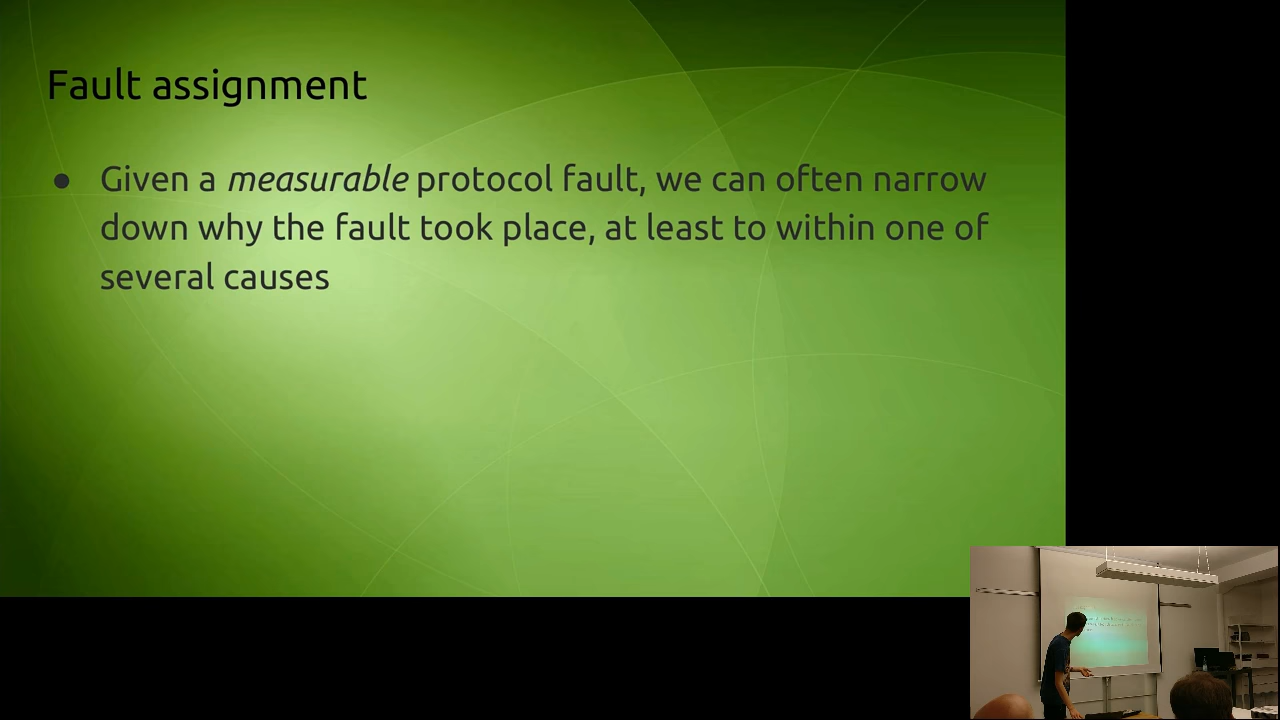 Fault assignment
● Given a measurable protocol fault, we can often narrow
down why the fault took place, at least to within one of
several causes